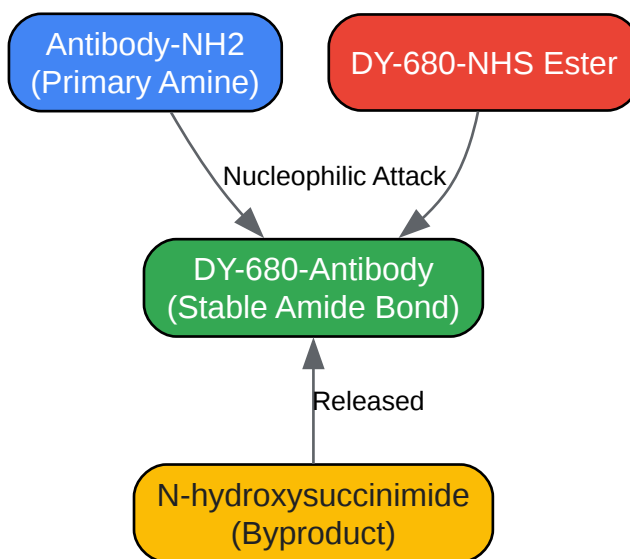 Antibody-NH2
(Primary Amine)
DY-680-NHS Ester
Nucleophilic Attack
DY-680-Antibody
(Stable Amide Bond)
Released
N-hydroxysuccinimide
(Byproduct)